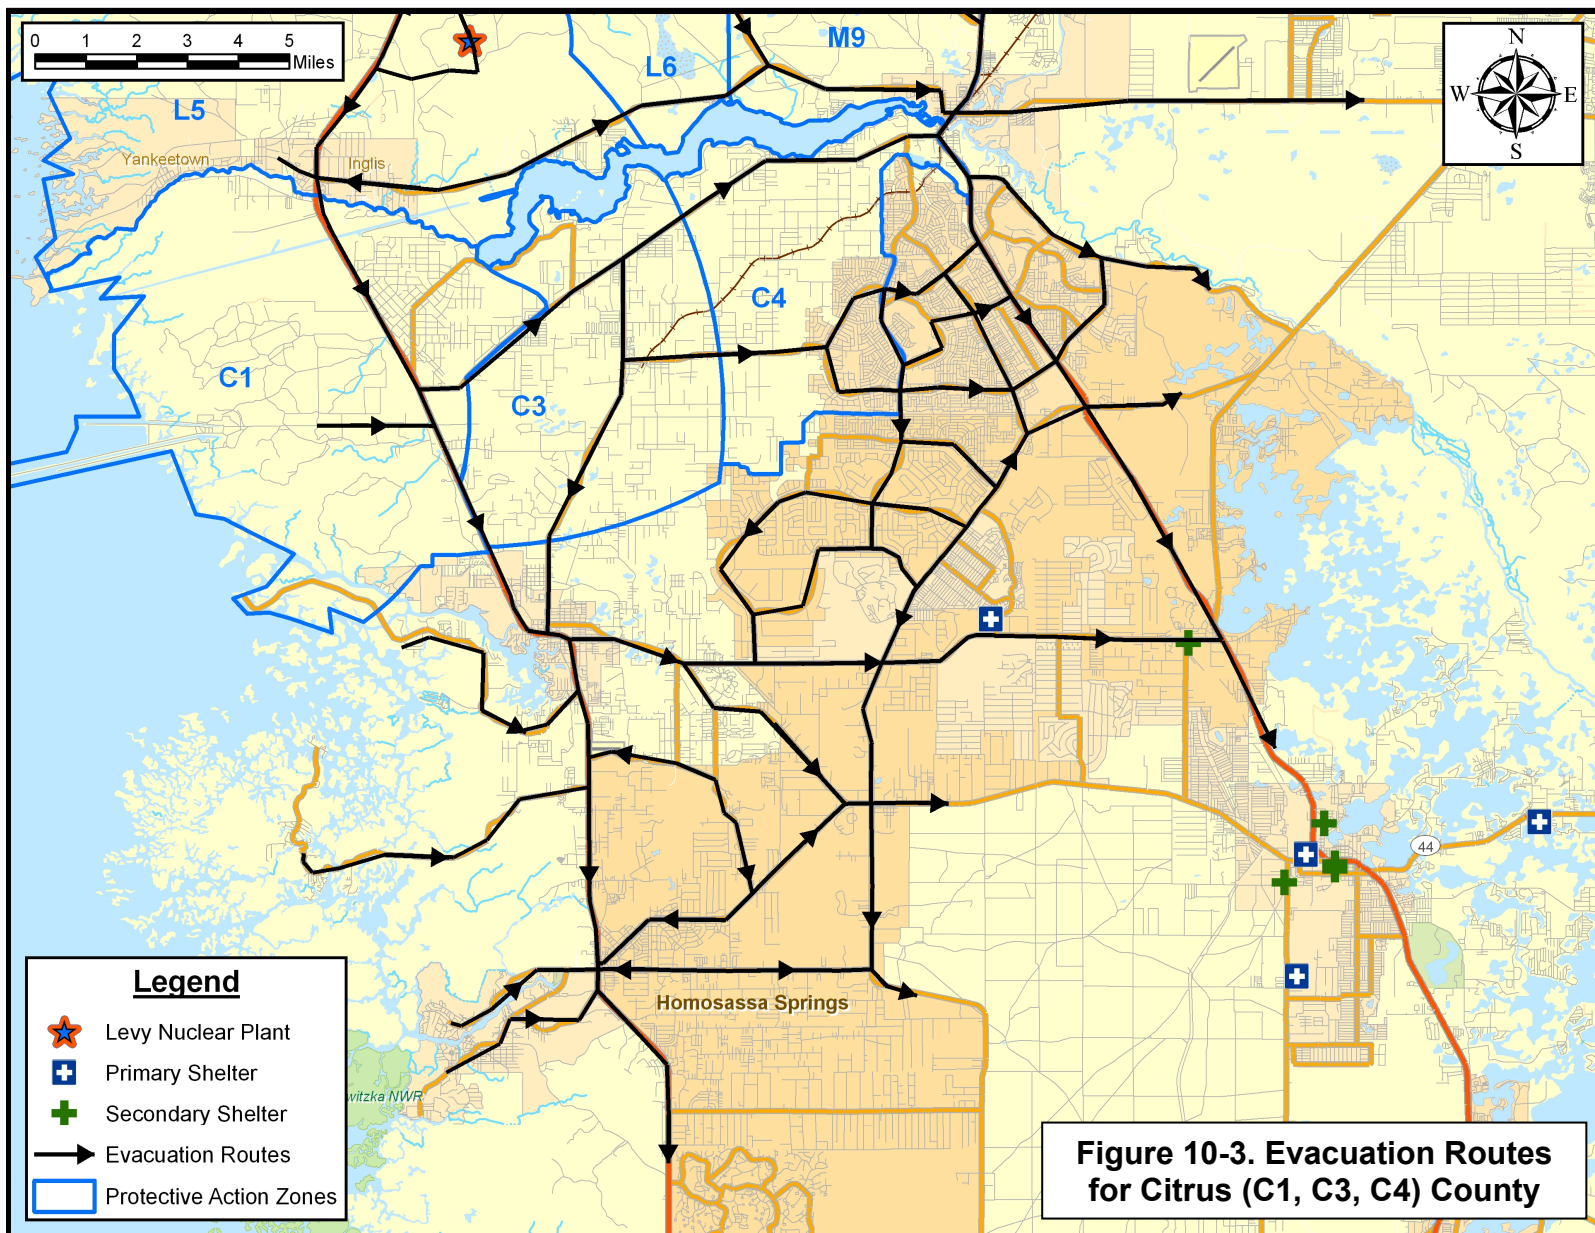 0 1 2 3 4 5
Miles
M9
L6
L5
Yankeetown
Inglis
N
W E
S
C4
C1
C3
44
Homosassa Springs
witzka NWR
Legend
Levy Nuclear Plant
Primary Shelter
Secondary Shelter
Evacuation Routes
Protective Action Zones
Figure 10-3. Evacuation Routes
for Citrus (C1, C3, C4) County